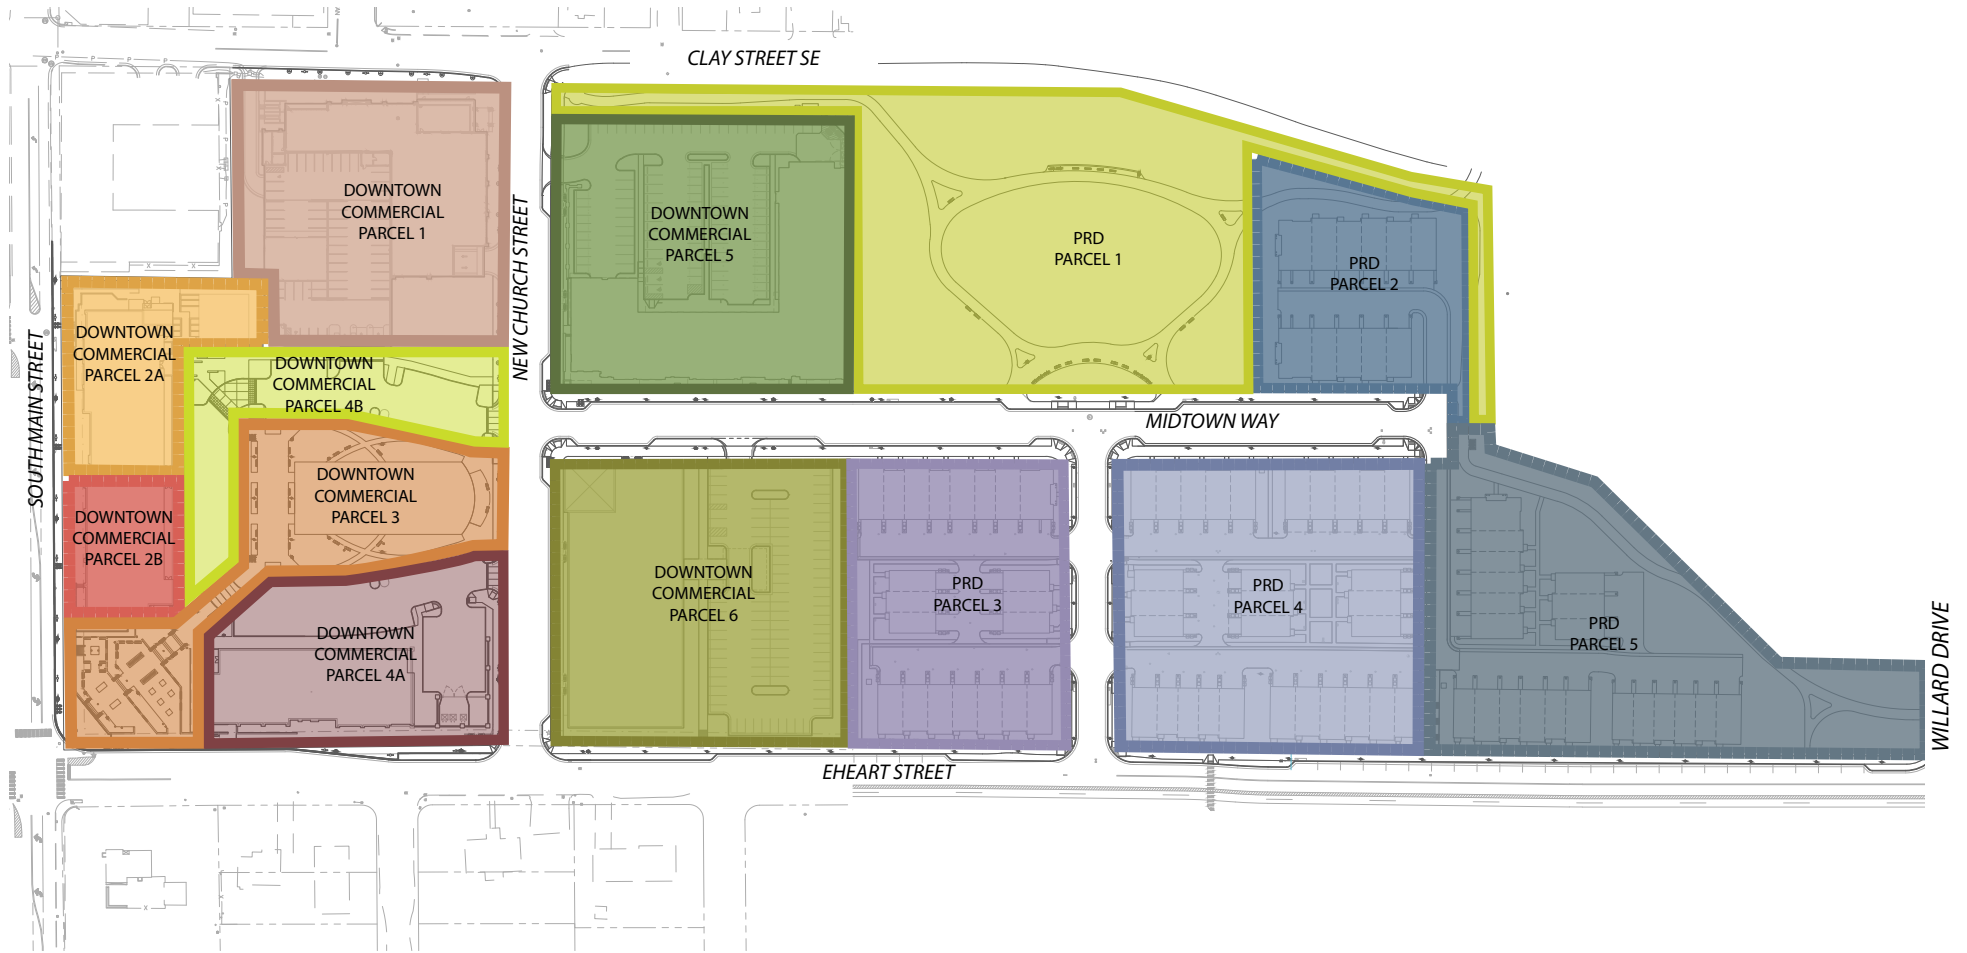 CLAY STREET SE
DOWNTOWN
COMMERCIAL
PARCEL 1
NEW CHURCH STREET
DOWNTOWN
COMMERCIAL
PARCEL 5
PRD
PARCEL 1
PRD
PARCEL 2
SOUTH MAIN STREET
DOWNTOWN
COMMERCIAL
PARCEL 2A
DOWNTOWN
COMMERCIAL
PARCEL 4B
MIDTOWN WAY
DOWNTOWN
COMMERCIAL
PARCEL 3
DOWNTOWN
COMMERCIAL
PARCEL 2B
DOWNTOWN
COMMERCIAL
PARCEL 6
PRD
PARCEL 3
PRD
PARCEL 4
PRD
PARCEL 5
DOWNTOWN
COMMERCIAL
PARCEL 4A
WILLARD DRIVE
EHEART STREET